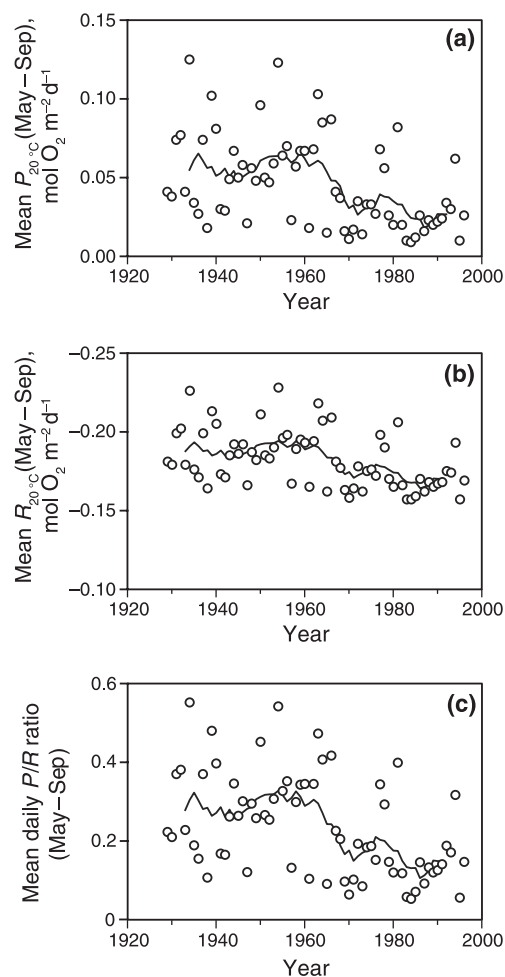 (a)
Mean P20 °C (May–Sep),
mol O2 m–2 d–1
0.15
0.10
0.05
0.00
1920 1940 1960 1980 2000
Year
(b)
Mean R20 °C (May–Sep),
mol O2 m–2 d–1
–0.25
–0.20
–0.15
–0.10
1920 1940 1960 1980 2000
Year
(c)
Mean daily P/R ratio
(May–Sep)
0.6
0.4
0.2
0
1920 1940 1960 1980 2000
Year